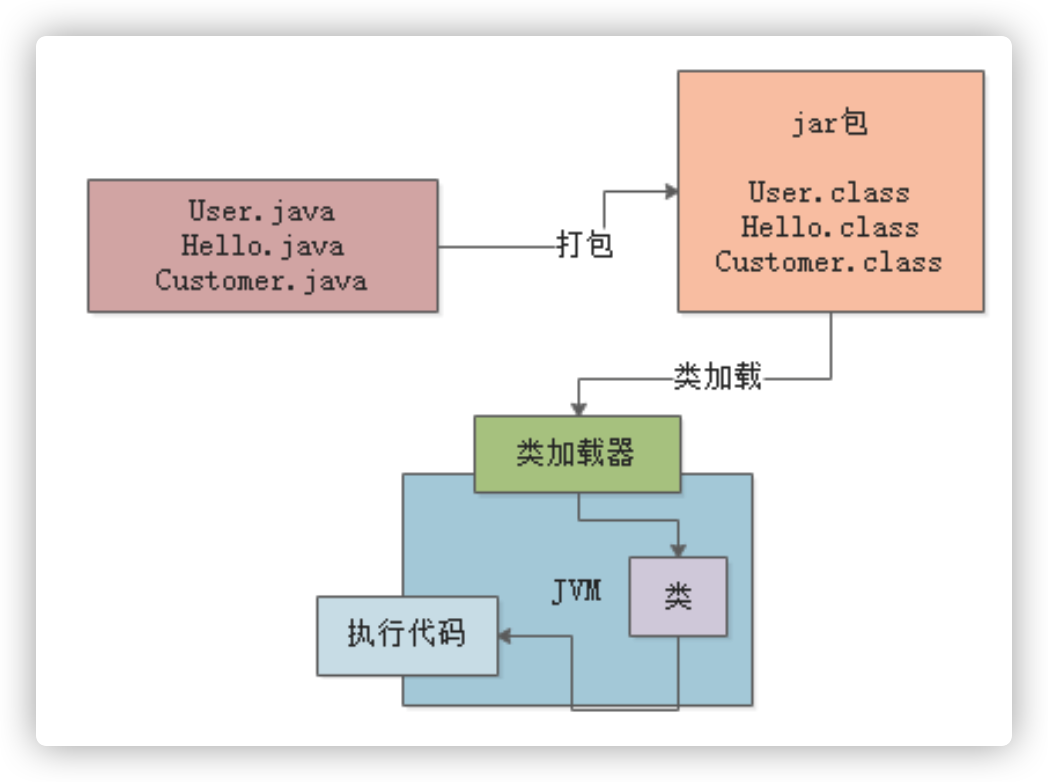 User.java
Hello.java
Customer.java
打包
jar包
User.class
Hello.class
Customer.class
类加载
类加载器
JVM
类
执行代码